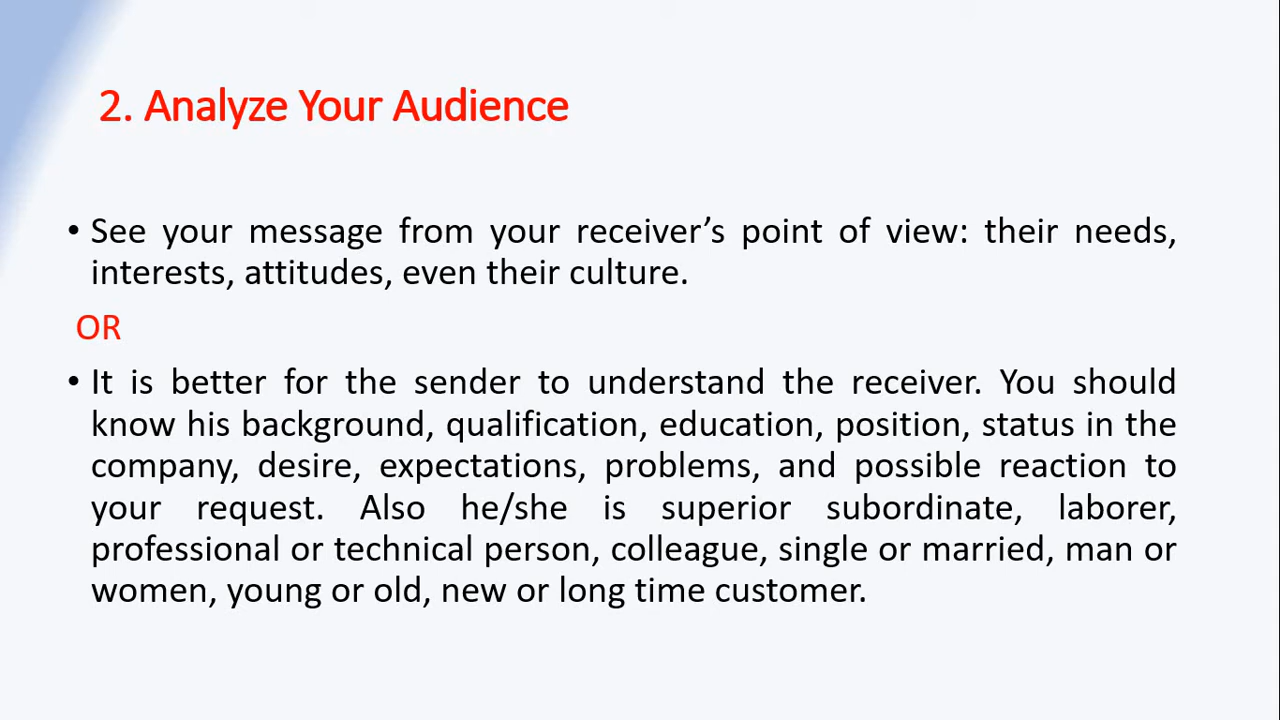 2. Analyze Your Audience
• See your message from your receiver’s point of view: their needs,
interests, attitudes, even their culture.
OR
• It is better for the sender to understand the receiver. You should
know his background, qualification, education, position, status in the
company, desire, expectations, problems, and possible reaction to
your request. Also he/she is superior subordinate, laborer,
professional or technical person, colleague, single or married, man or
women, young or old, new or long time customer.